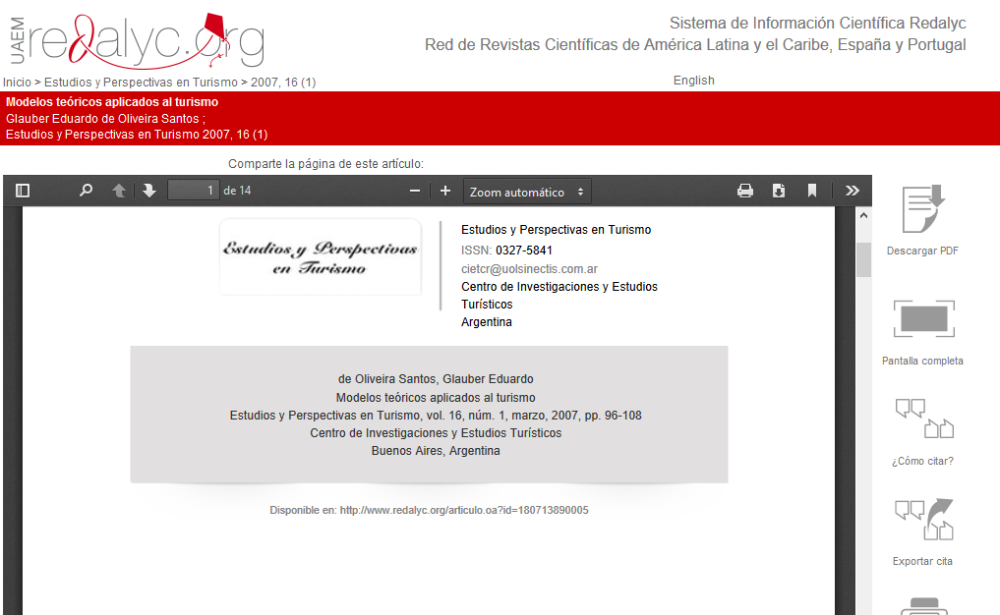 UAEM
redalyc.org
Sistema de Información Científica Redalyc
Red de Revistas Científicas de América Latina y el Caribe, España y Portugal
Inicio > Estudios y Perspectivas en Turismo > 2007, 16 (1)
English
Modelos teóricos aplicados al turismo
Glauber Eduardo de Oliveira Santos ;
Estudios y Perspectivas en Turismo 2007, 16 (1)
Comparte la página de este artículo:
1 de 14
Zoom automático
Estudios y Perspectivas
en Turismo
Estudios y Perspectivas en Turismo
ISSN: 0327-5841
cietcr@uolsinectis.com.ar
Centro de Investigaciones y Estudios
Turísticos
Argentina
de Oliveira Santos, Glauber Eduardo
Modelos teóricos aplicados al turismo
Estudios y Perspectivas en Turismo, vol. 16, núm. 1, marzo, 2007, pp. 96-108
Centro de Investigaciones y Estudios Turísticos
Buenos Aires, Argentina
Disponible en: http://www.redalyc.org/articulo.oa?id=180713890005
Descargar PDF
Pantalla completa
¿Cómo citar?
Exportar cita